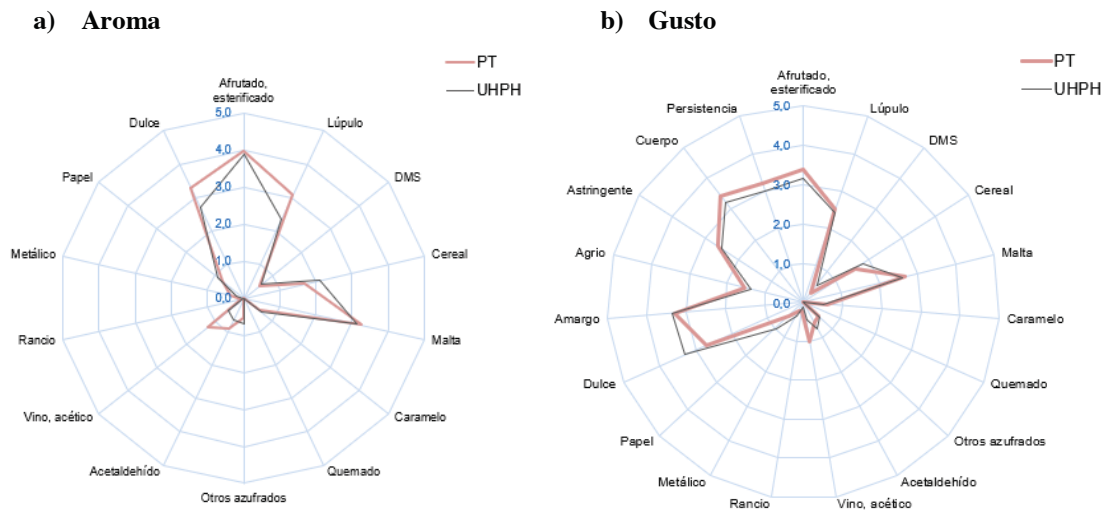 a) Aroma
PT
UHPH
Afrutado,
esterificado
Lúpulo
DMS
Cereal
Malta
Caramelo
Quemado
Otros azufrados
Acetaldehído
Vino, acético
Rancio
Metálico
Papel
Dulce
5,0
4,0
3,0
2,0
1,0
0,0
b) Gusto
PT
UHPH
Afrutado,
esterificado
Lúpulo
DMS
Cereal
Malta
Caramelo
Quemado
Otros azufrados
Acetaldehído
Vino, acético
Rancio
Metálico
Papel
Dulce
Amargo
Agrio
Astringente
Cuerpo
Persistencia
5,0
4,0
3,0
2,0
1,0
0,0